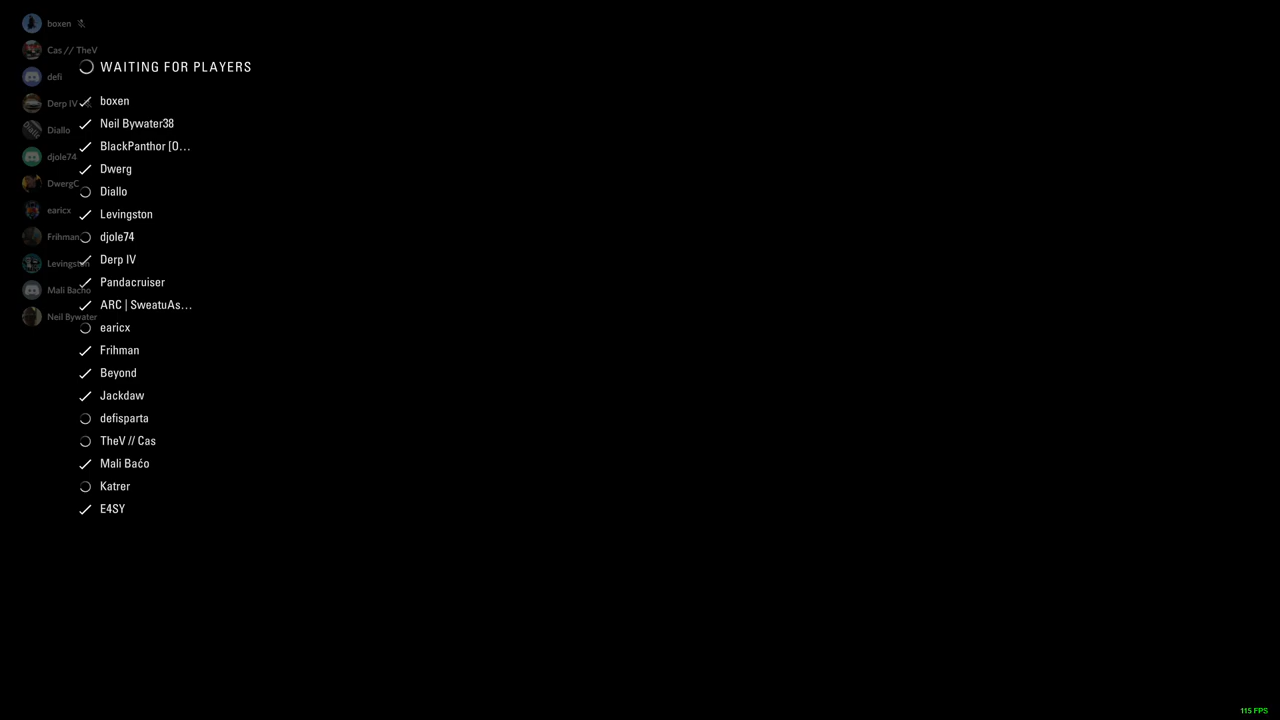 boxen
Cas // TheV
defi
Derp IV
Diallo
djole74
DwergC
earicx
Frihman
Levingston
Mali Bacho
Neil Bywater
WAITING FOR PLAYERS
boxen
Neil Bywater38
BlackPanthor [O...
Dwerg
Diallo
Levingston
djole74
Derp IV
Pandacruiser
ARC | SweatuAs...
earicx
Frihman
Beyond
Jackdaw
defisparta
TheV // Cas
Mali Baćo
Katrer
E4SY
115 FPS